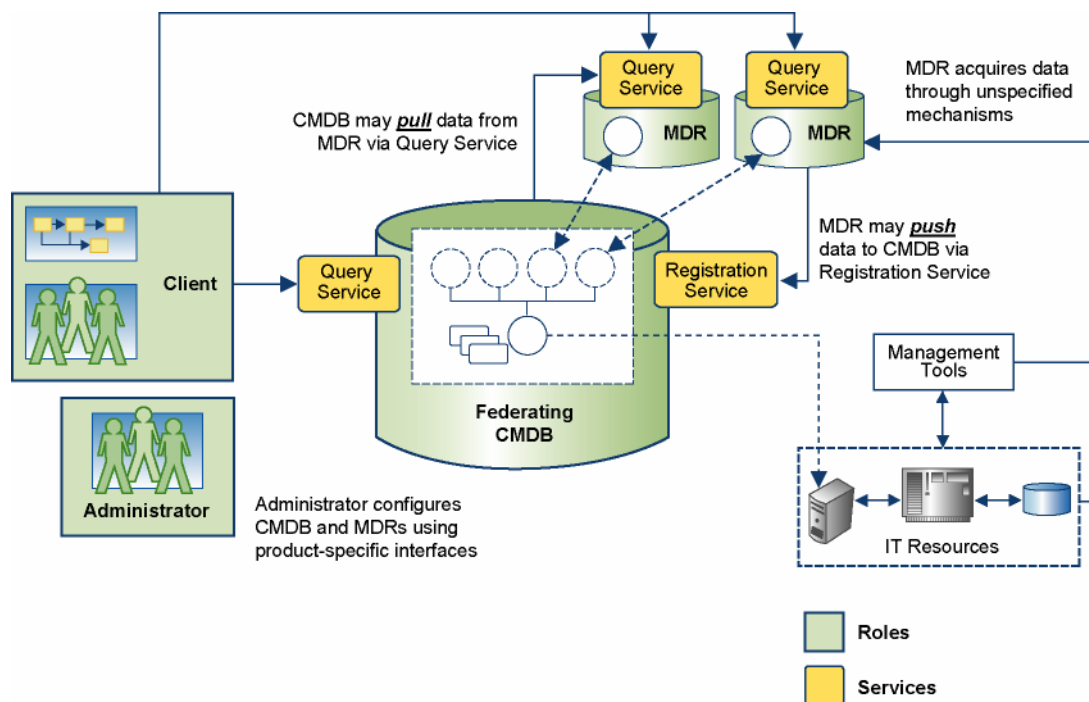 Query
Service
MDR
Query
Service
MDR
MDR acquires data
through unspecified
mechanisms
CMDB may pull data from
MDR via Query Service
Client
Query
Service
Registration
Service
MDR may push
data to CMDB via
Registration Service
Federating
CMDB
Management
Tools
Administrator
Administrator configures
CMDB and MDRs using
product-specific interfaces
IT Resources
Roles
Services